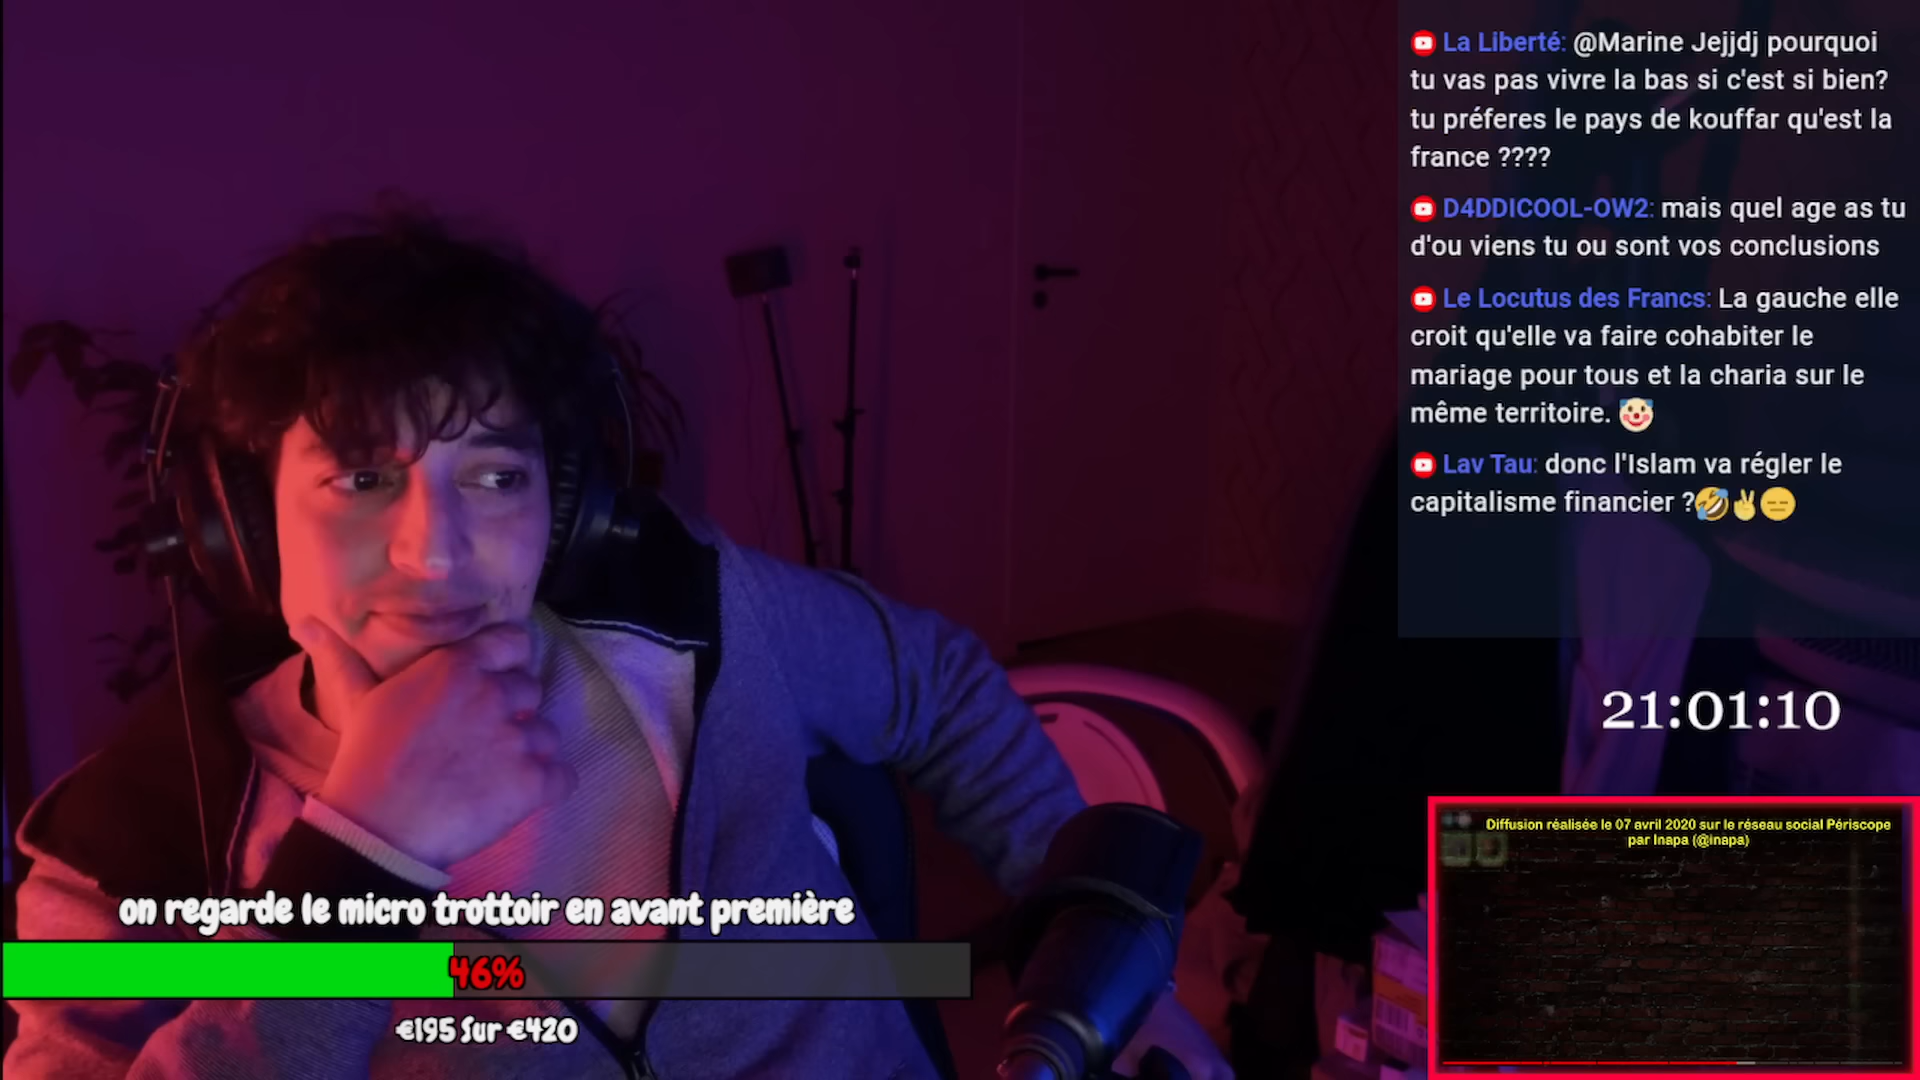 La Liberté: @Marine Jejjdj pourquoi
tu vas pas vivre la bas si c'est si bien?
tu préferes le pays de kouffar qu'est la
france ????
D4DDICOOL-OW2: mais quel age as tu
d'ou viens tu ou sont vos conclusions
Le Locutus des Francs: La gauche elle
croit qu'elle va faire cohabiter le
mariage pour tous et la charia sur le
même territoire. 🤡
Lav Tau: donc l'Islam va régler le
capitalisme financier ?🤣✌️😑
21:01:10
Diffusion réalisée le 07 avril 2020 sur le réseau social Périscope
par Inapa (@inapa)
on regarde le micro trottoir en avant première
46%
€195 Sur €420